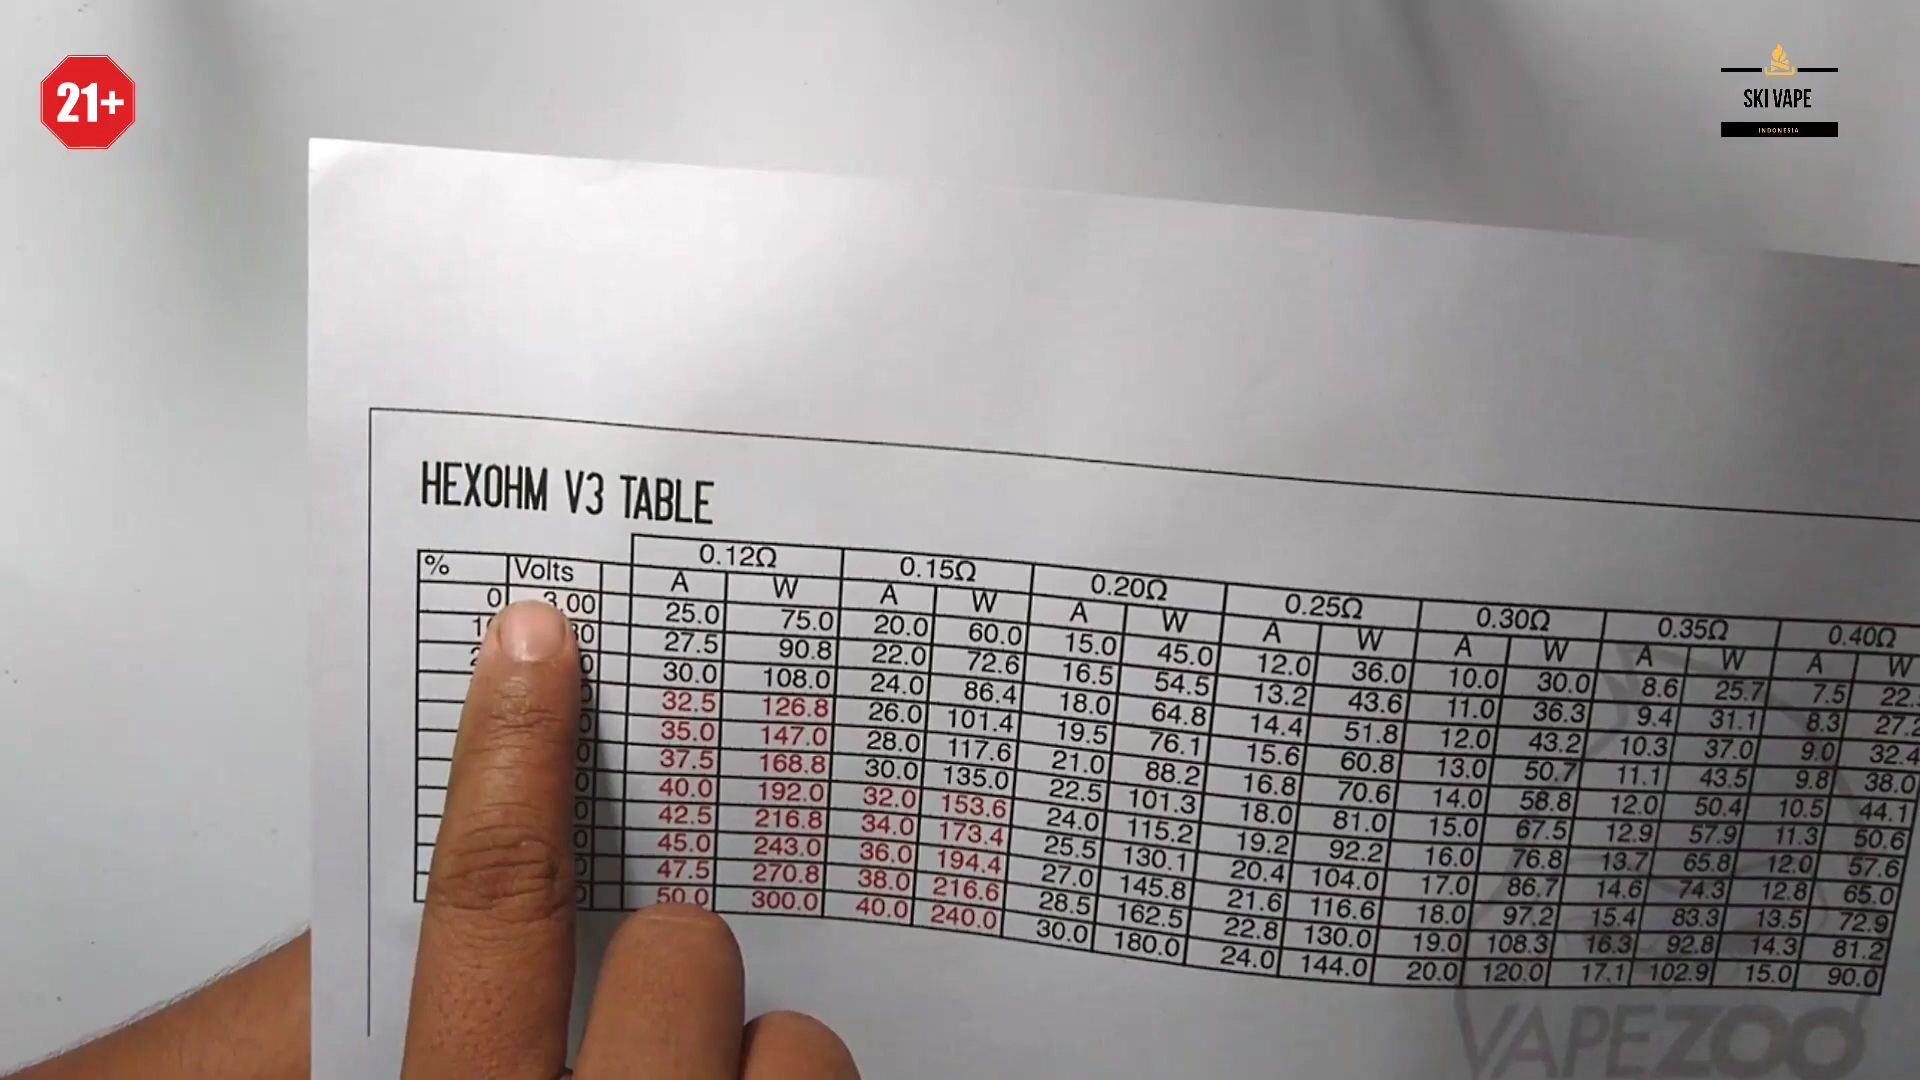 21+
SKI VAPE
INDONESIA
HEXOHM V3 TABLE
% Volts 0.12Ω 0.15Ω 0.20Ω 0.25Ω 0.30Ω 0.35Ω 0.40Ω
A W A W A W A W A W A W A W
0 3.00 25.0 75.0 20.0 60.0 15.0 45.0 12.0 36.0 10.0 30.0 8.6 25.7 7.5
27.5 90.8 22.0 72.6 16.5 54.5 13.2 43.6 11.0 36.3 9.4 31.1 8.3 27.2
30.0 108.0 24.0 86.4 18.0 64.8 14.4 51.8 12.0 43.2 10.3 37.0 9.0 32.4
32.5 126.8 26.0 101.4 19.5 76.1 15.6 60.8 13.0 50.7 11.1 43.5 9.8 38.0
35.0 147.0 28.0 117.6 21.0 88.2 16.8 70.6 14.0 58.8 12.0 50.4 10.5 44.1
37.5 168.8 30.0 135.0 22.5 101.3 18.0 81.0 15.0 67.5 12.9 57.9 11.3 50.6
40.0 192.0 32.0 153.6 24.0 115.2 19.2 92.2 16.0 76.8 13.7 65.8 12.0 57.6
42.5 216.8 34.0 173.4 25.5 130.1 20.4 104.0 17.0 86.7 14.6 74.3 12.8 65.0
45.0 243.0 36.0 194.4 27.0 145.8 21.6 116.6 18.0 97.2 15.4 83.3 13.5 72.9
47.5 270.8 38.0 216.6 28.5 162.5 22.8 130.0 19.0 108.3 16.3 92.8 14.3 81.2
50.0 300.0 40.0 240.0 30.0 180.0 24.0 144.0 20.0 120.0 17.1 102.9 15.0 90.0
VAPEZOO